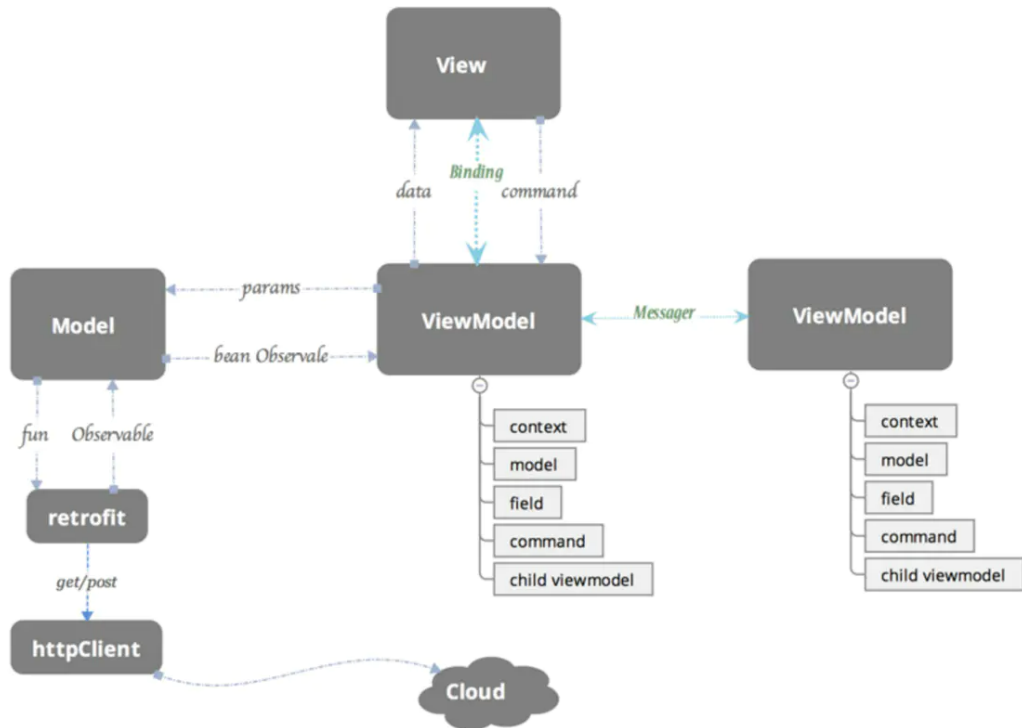 View
data
Binding
command
Model
params
bean Observale
ViewModel
Messager
ViewModel
fun
Observable
retrofit
get/post
httpClient
Cloud
context
model
field
command
child viewmodel
context
model
field
command
child viewmodel